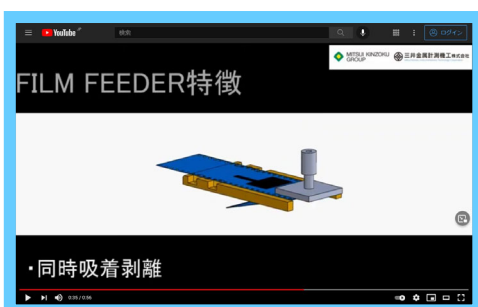 YouTube JP
検索
ログイン
MITSUI KINZOKU
GROUP
三井金属計測機工株式会社
FILM FEEDER特徴
・同時吸着剥離
0:35 / 0:56